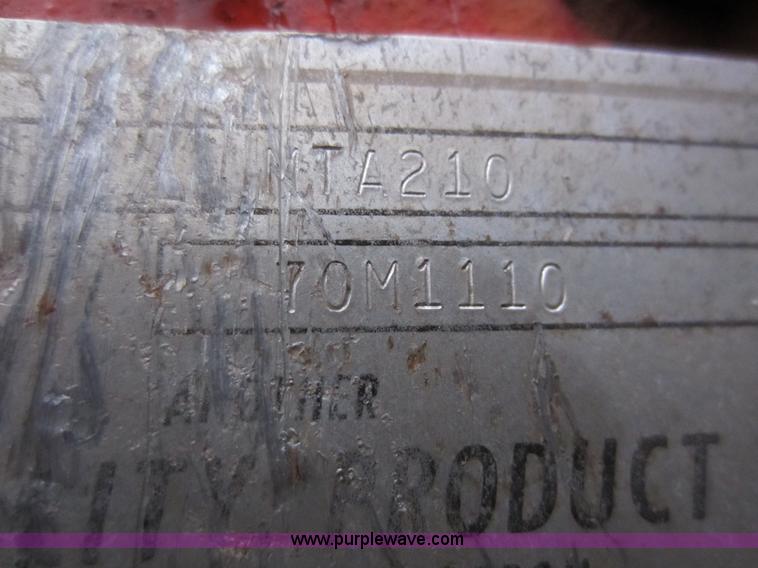 MTA210
70M1110
ANOTHER
PRODUCT
www.purplewave.com